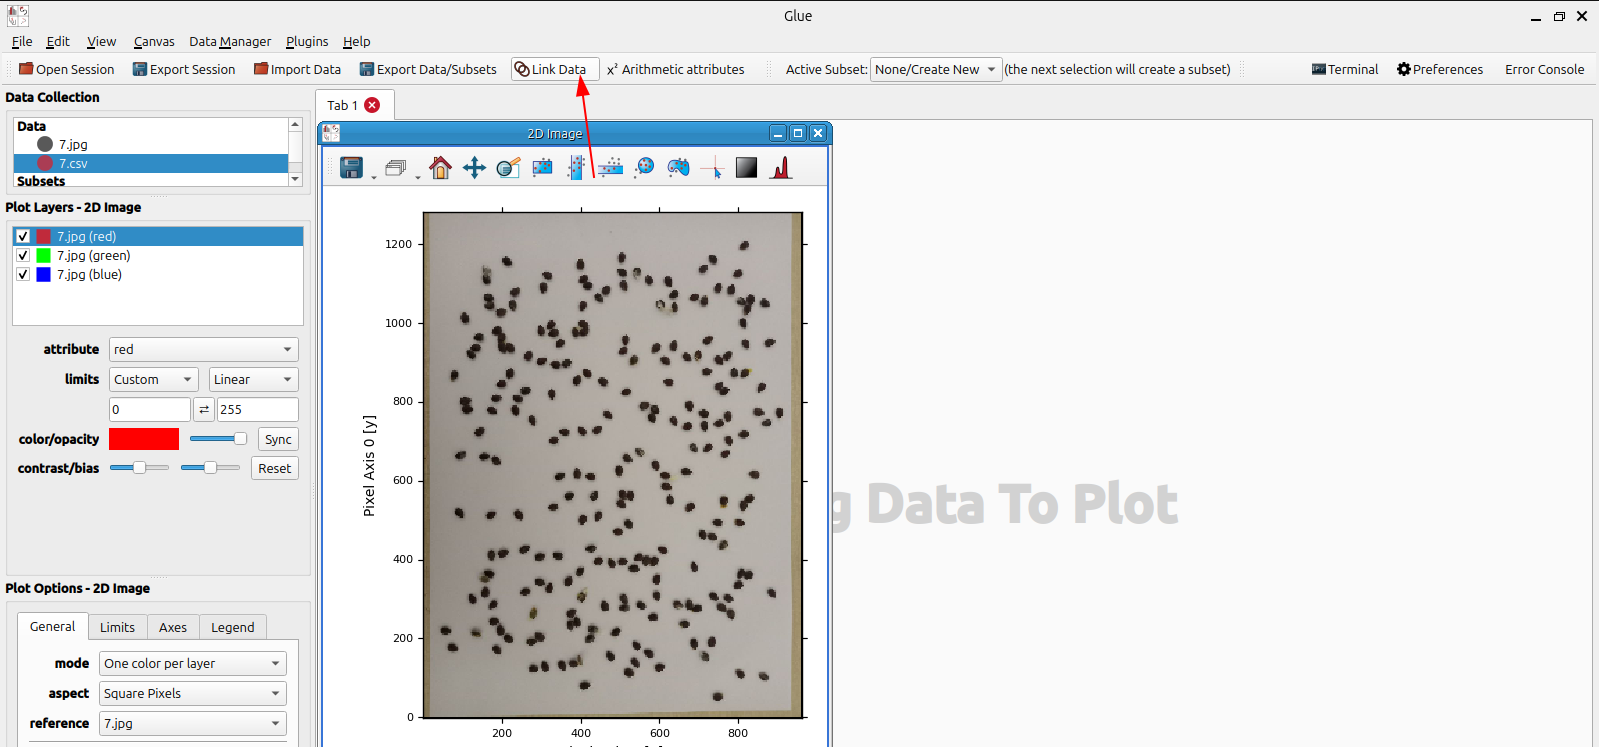 Glue
File Edit View Canvas Data Manager Plugins Help
Open Session Export Session Import Data Export Data/Subsets Link Data x² Arithmetic attributes Active Subset: None/Create New (the next selection will create a subset) Terminal Preferences Error Console
Data Collection
Data
7.jpg
7.csv
Subsets
Plot Layers - 2D Image
7.jpg (red)
7.jpg (green)
7.jpg (blue)
attribute red
limits Custom Linear
0 ⇄ 255
color/opacity Sync
contrast/bias Reset
Plot Options - 2D Image
General Limits Axes Legend
mode One color per layer
aspect Square Pixels
reference 7.jpg
Tab 1
2D Image
200 400 600 800
1200
1000
800
600
400
200
0
Pixel Axis 0 [y]
200 400 600 800
g Data To Plot